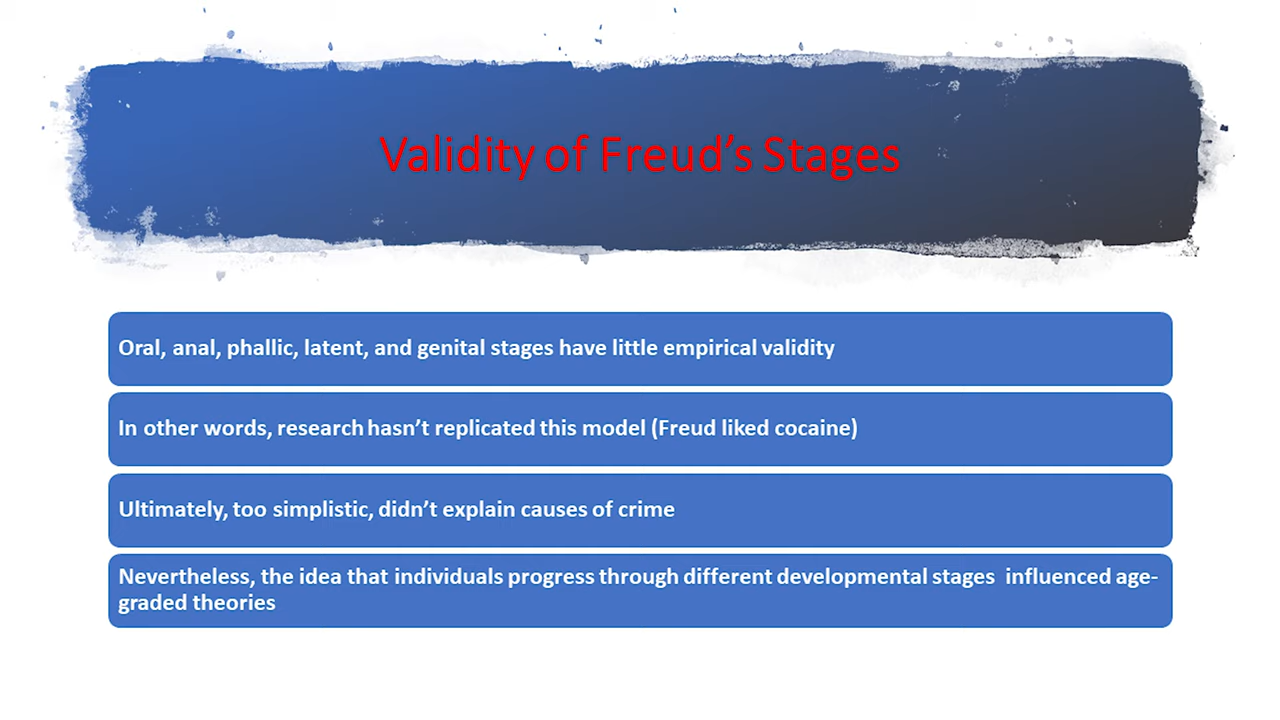 Validity of Freud’s Stages
Oral, anal, phallic, latent, and genital stages have little empirical validity
In other words, research hasn’t replicated this model (Freud liked cocaine)
Ultimately, too simplistic, didn’t explain causes of crime
Nevertheless, the idea that individuals progress through different developmental stages  influenced age-
graded theories